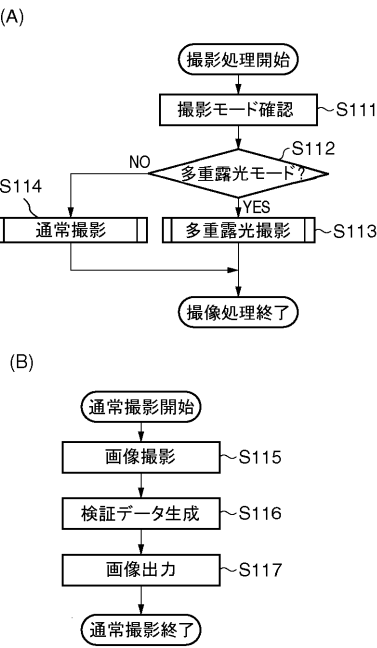 (A)
撮影処理開始
撮影モード確認
S111
S112
多重露光モード?
NO
YES
S114
通常撮影
多重露光撮影
S113
撮像処理終了
(B)
通常撮影開始
画像撮影
S115
検証データ生成
S116
画像出力
S117
通常撮影終了